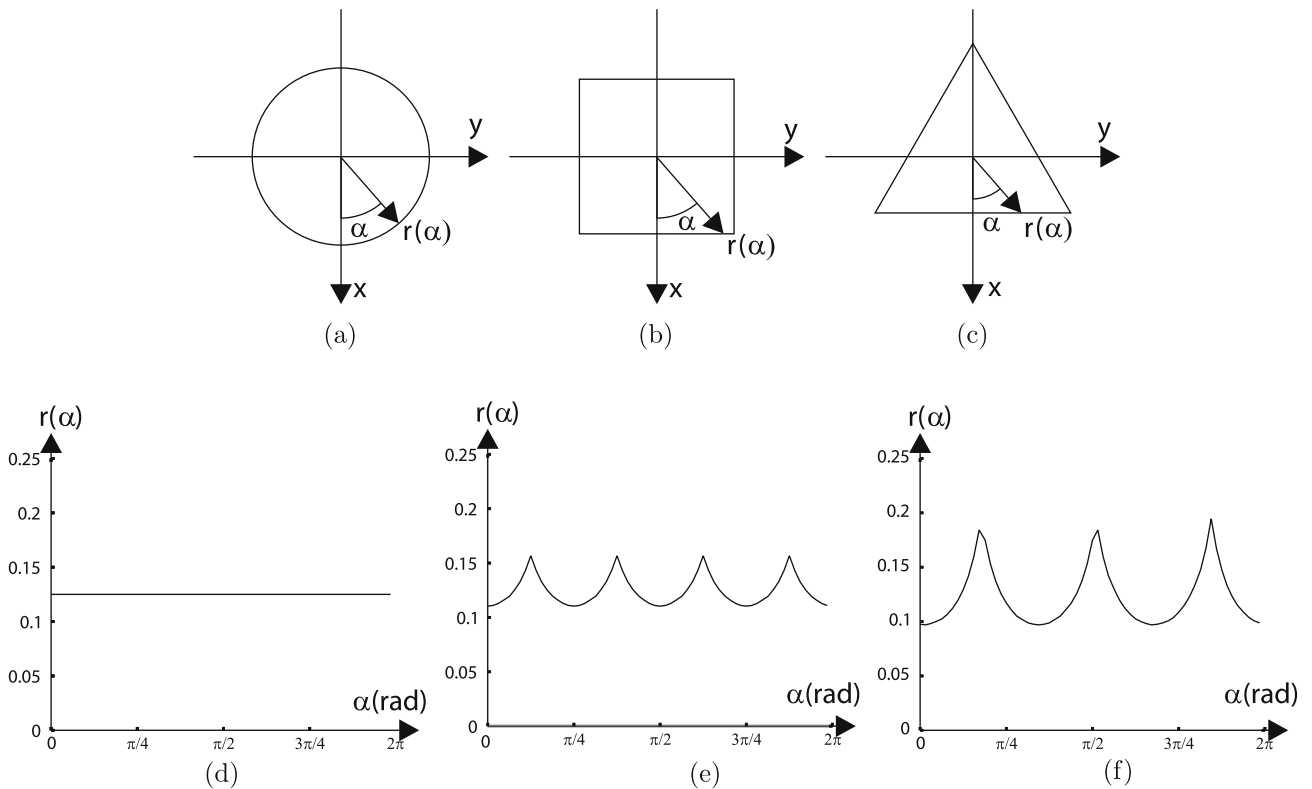 y
α
r(α)
x
(a)
y
α
r(α)
x
(b)
y
α
r(α)
x
(c)
r(α)
0.25
0.2
0.15
0.1
0.05
0
α(rad)
0 π/4 π/2 3π/4 2π
(d)
r(α)
0.25
0.2
0.15
0.1
0.05
0
α(rad)
0 π/4 π/2 3π/4 2π
(e)
r(α)
0.25
0.2
0.15
0.1
0.05
0
α(rad)
0 π/4 π/2 3π/4 2π
(f)